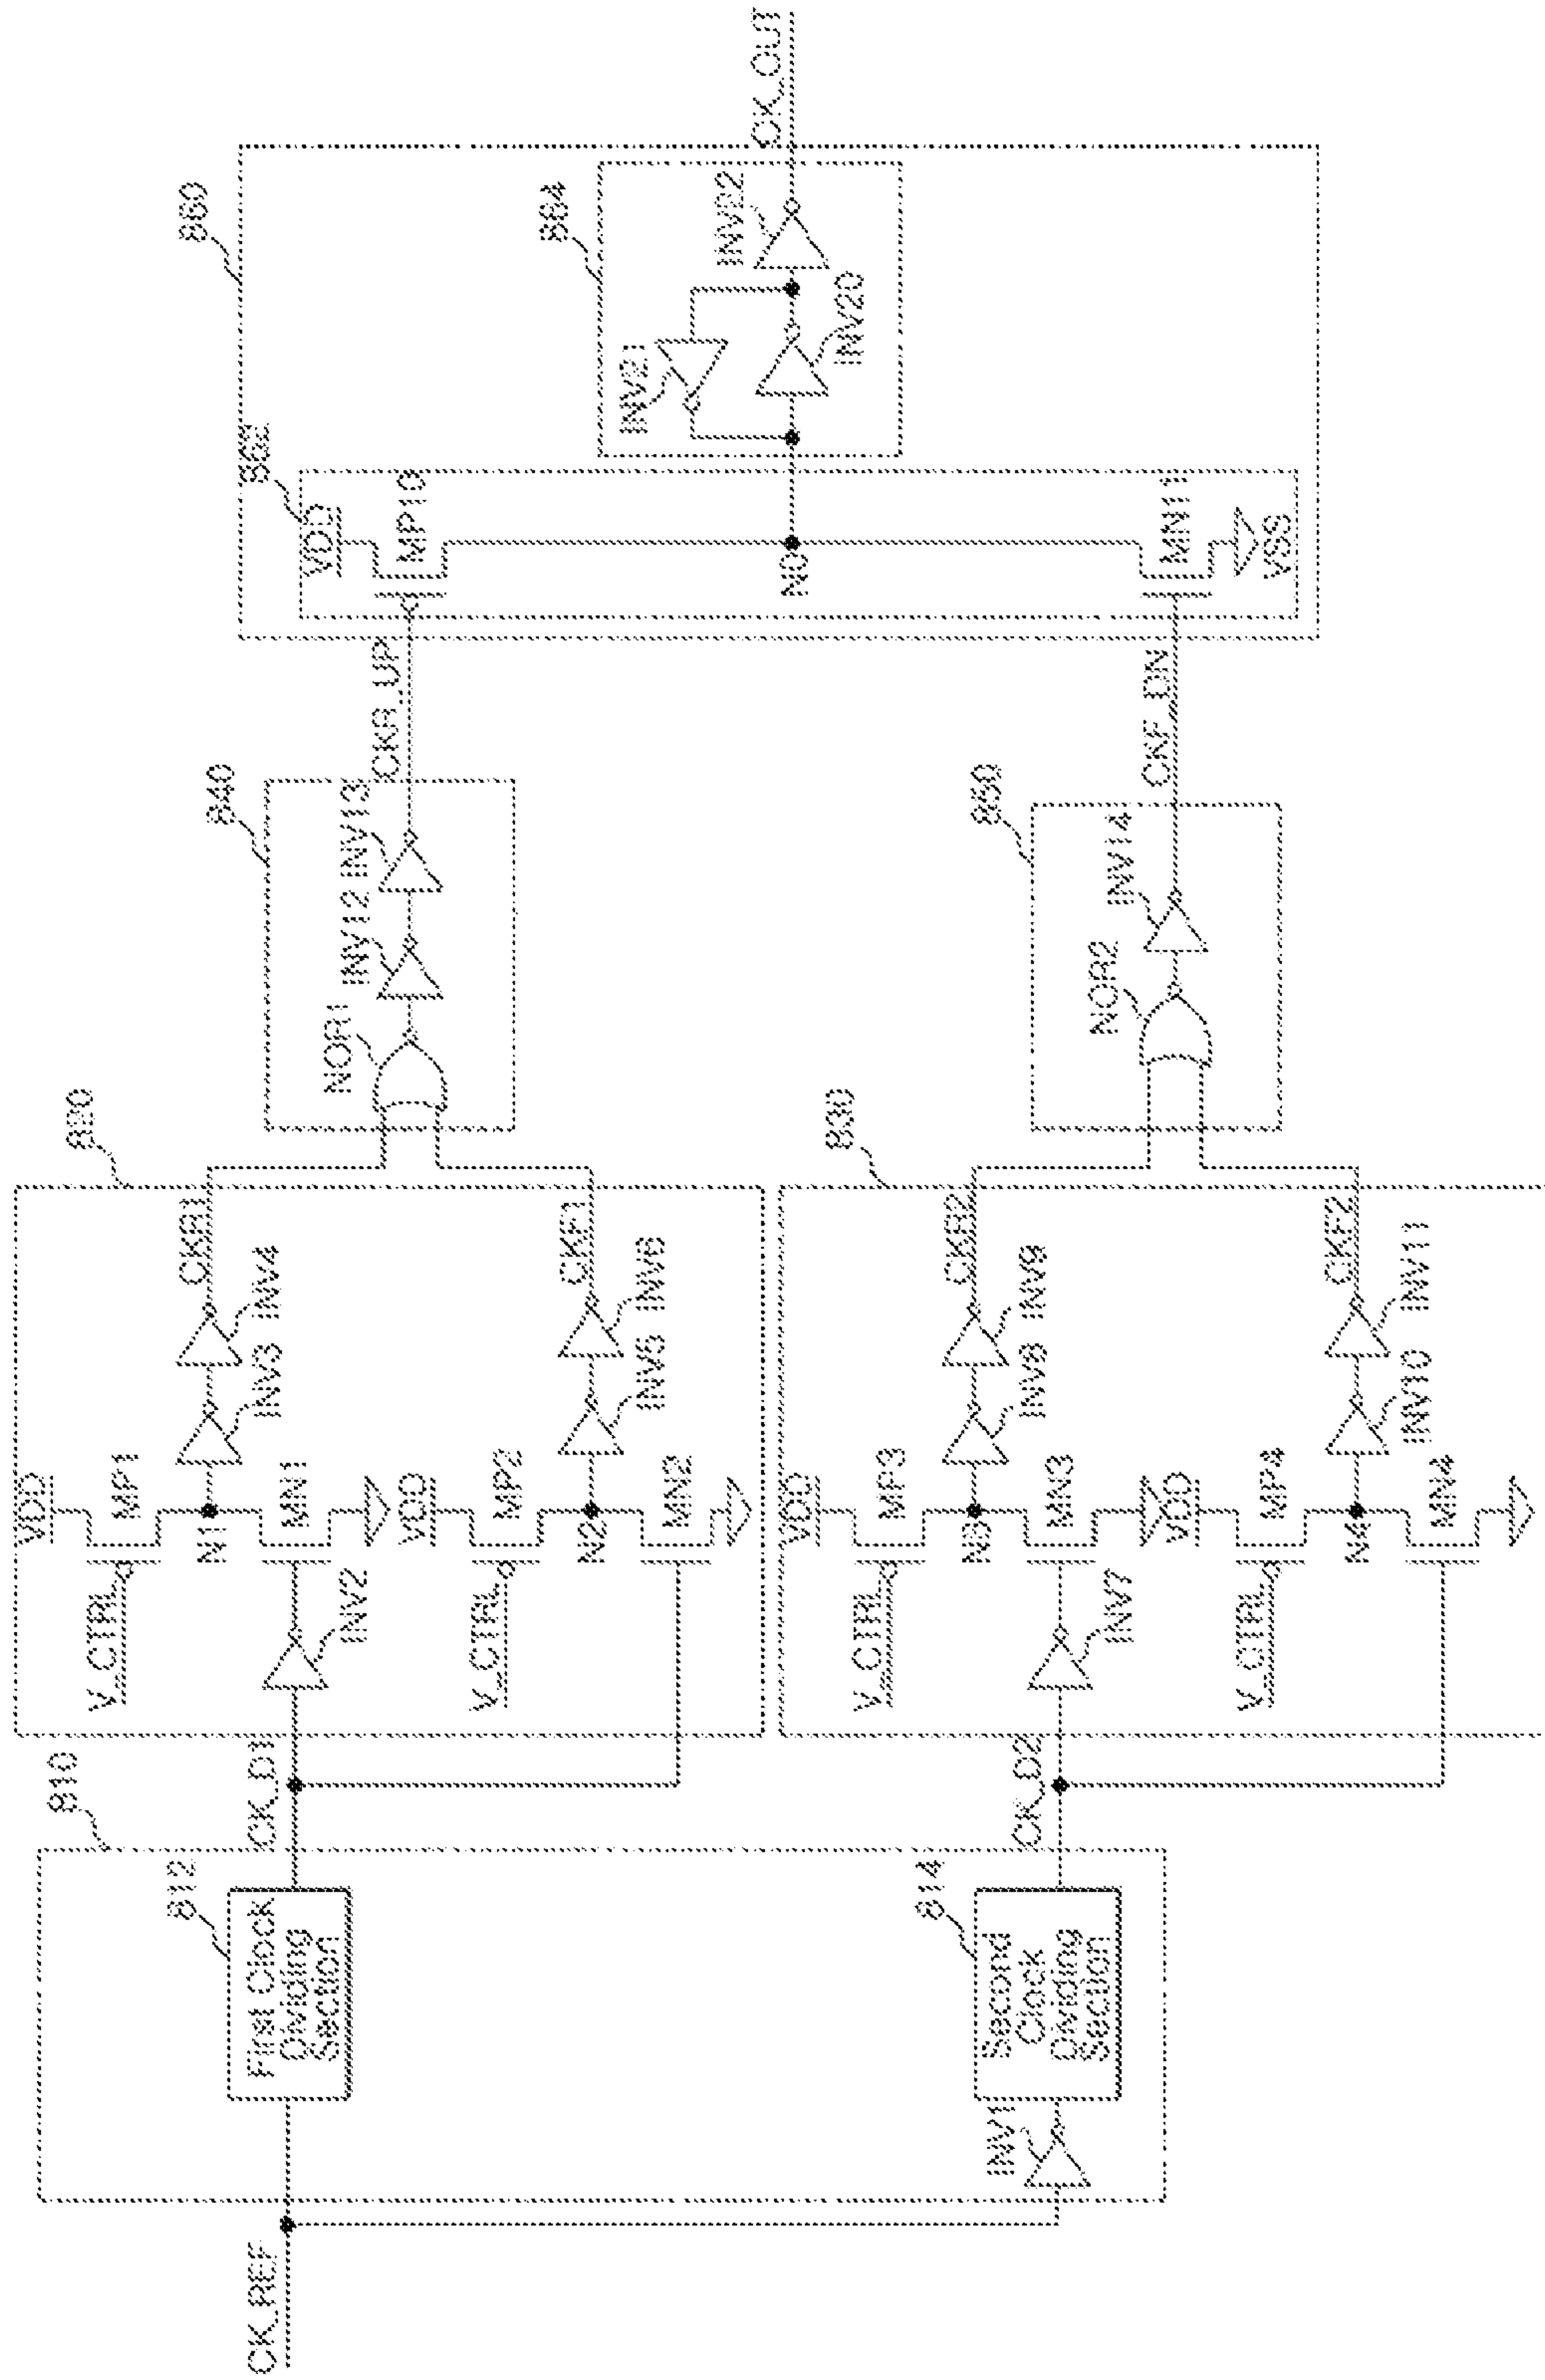 CK_REF
810
812
First Clock
Dividing
Section
INV1
814
Second
Clock
Dividing
Section
CK_D1
CK_D2
820
VDD
V_CTRL
MP1
N1
INV2
MN1
INV3
INV4
CKR1
VDD
V_CTRL
MP2
N2
MN2
INV5
INV6
CKF1
830
VDD
V_CTRL
MP3
N3
INV7
MN3
INV8
INV9
CKR2
VDD
V_CTRL
MP4
N4
MN4
INV10
INV11
CKF2
840
NOR1
INV12
INV13
CKR_UP
850
NOR2
INV14
CKF_DN
860
862
VDD
MP10
N0
MN11
VSS
864
INV21
INV20
INV22
CK_OUT